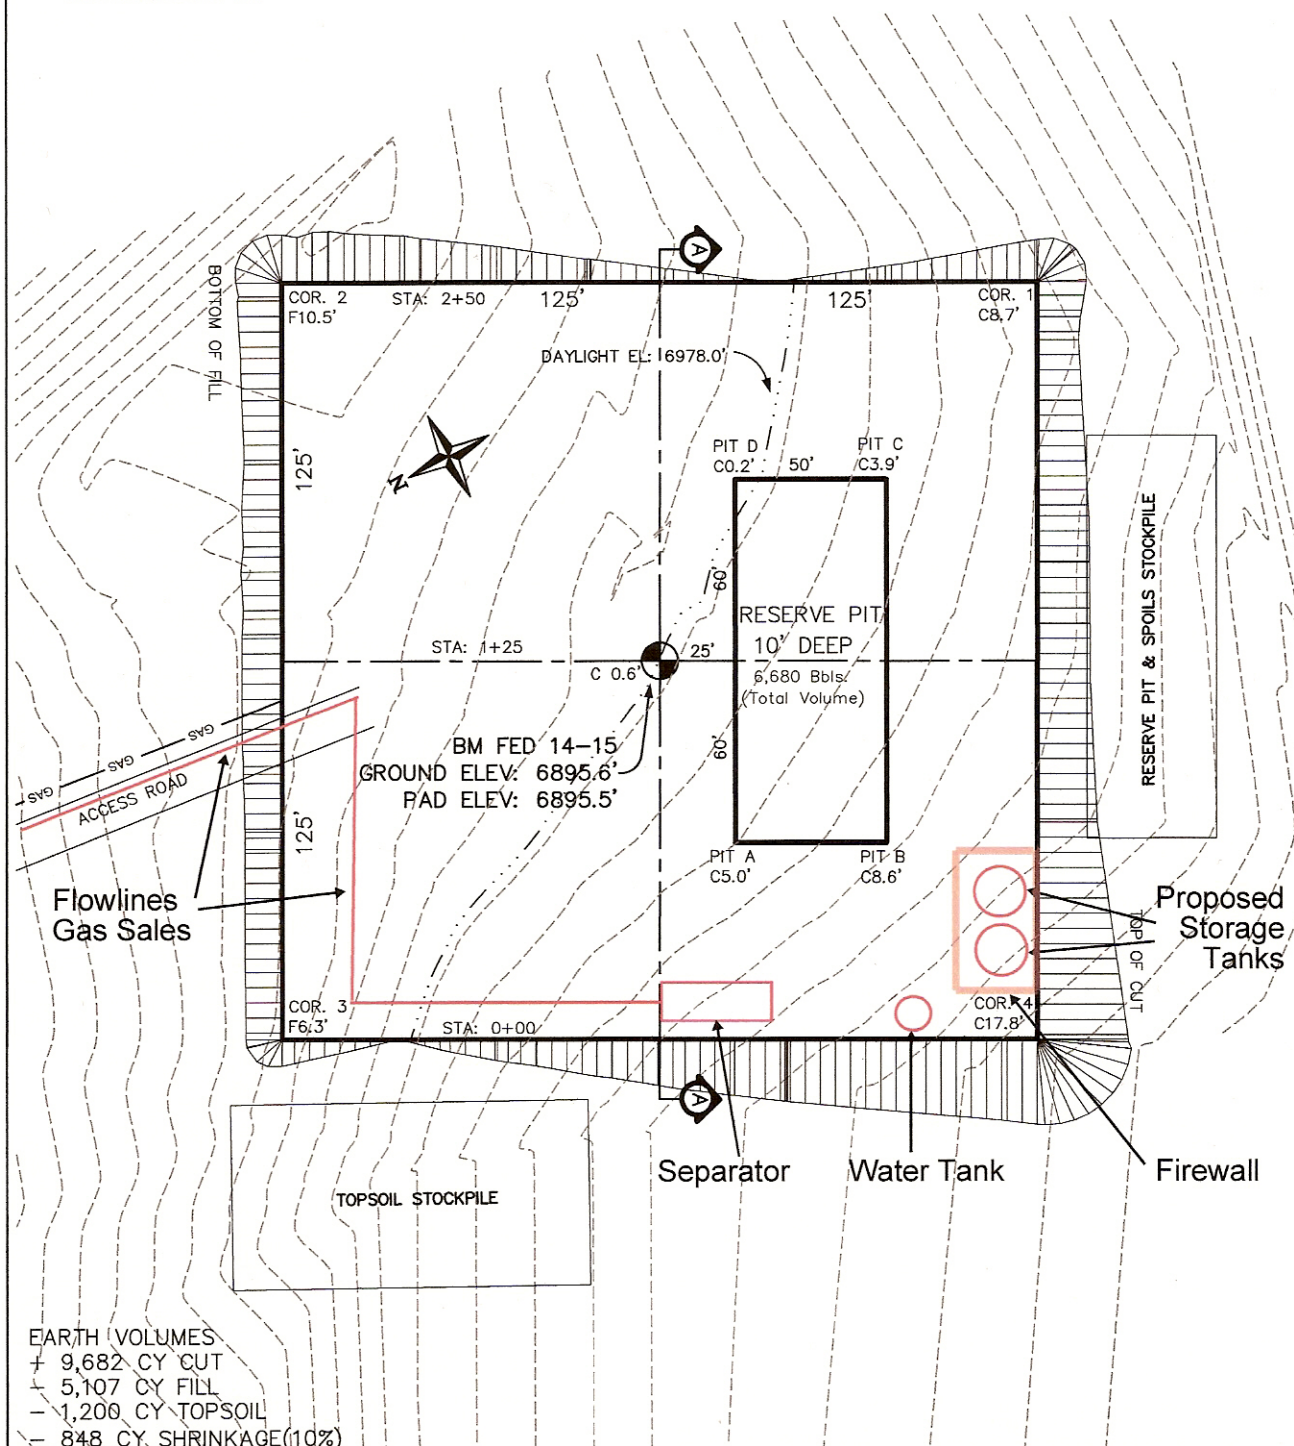 A
COR. 2
F10.5'
STA: 2+50
125'
125'
COR. 1
C8.7'
BOTTOM OF FILL
DAYLIGHT EL: 6978.0'
N
125'
PIT D
C0.2'
50'
PIT C
C3.9'
60'
RESERVE PIT
10' DEEP
6,680 Bbls.
(Total Volume)
STA: 1+25
25'
C 0.6'
RESERVE PIT & SPOILS STOCKPILE
BM FED 14-15
GROUND ELEV: 6895.6'
PAD ELEV: 6895.5'
60'
GAS
GAS
GAS
ACCESS ROAD
125'
PIT A
C5.0'
PIT B
C8.6'
Flowlines
Gas Sales
Proposed
Storage
Tanks
TOP OF CUT
COR. 3
F6.3'
STA: 0+00
COR. 4
C17.8'
A
Separator
Water Tank
Firewall
TOPSOIL STOCKPILE
EARTH VOLUMES
+ 9,682 CY CUT
- 5,107 CY FILL
- 1,200 CY TOPSOIL
- 848 CY SHRINKAGE(10%)